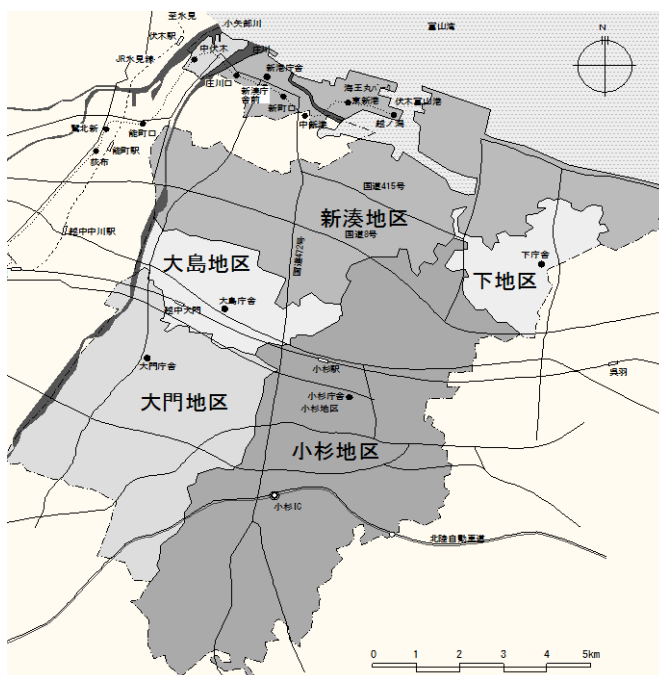 至氷見
伏木駅
小矢部川
富山湾
N
JR氷見線
中伏木
庄川
庄川口
新湊庁舎
新湊庁
舎前
新町口
海王丸パーク
東新港
伏木富山港
中新湊
越ノ潟
鷲北新
能町口
荻布
能町駅
国道415号
新湊地区
国道8号
越中中川駅
国道472号
大島地区
下庁舎
下地区
大島庁舎
越中大門
大門庁舎
小杉駅
呉羽
大門地区
小杉庁舎
小杉地区
小杉地区
小杉IC
北陸自動車道
0 1 2 3 4 5km